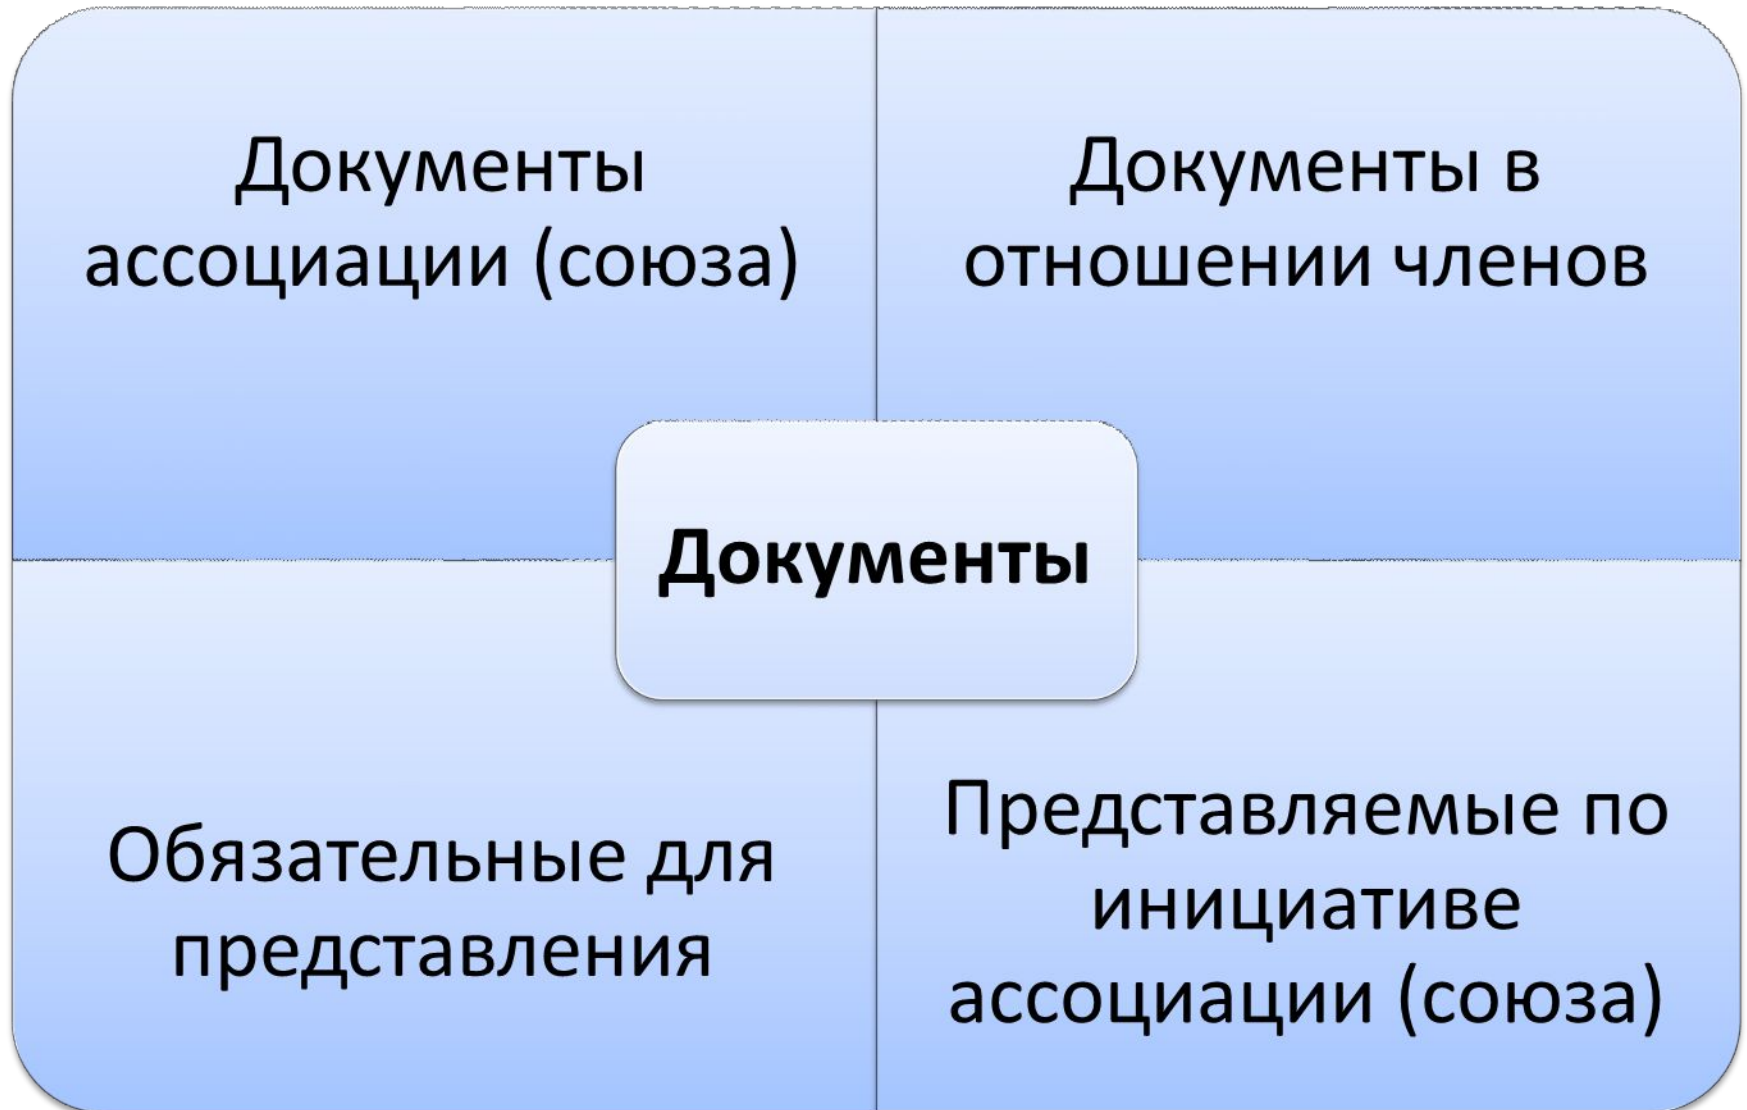 Документы
ассоциации (союза)
Документы в
отношении членов
Документы
Обязательные для
представления
Представляемые по
инициативе
ассоциации (союза)